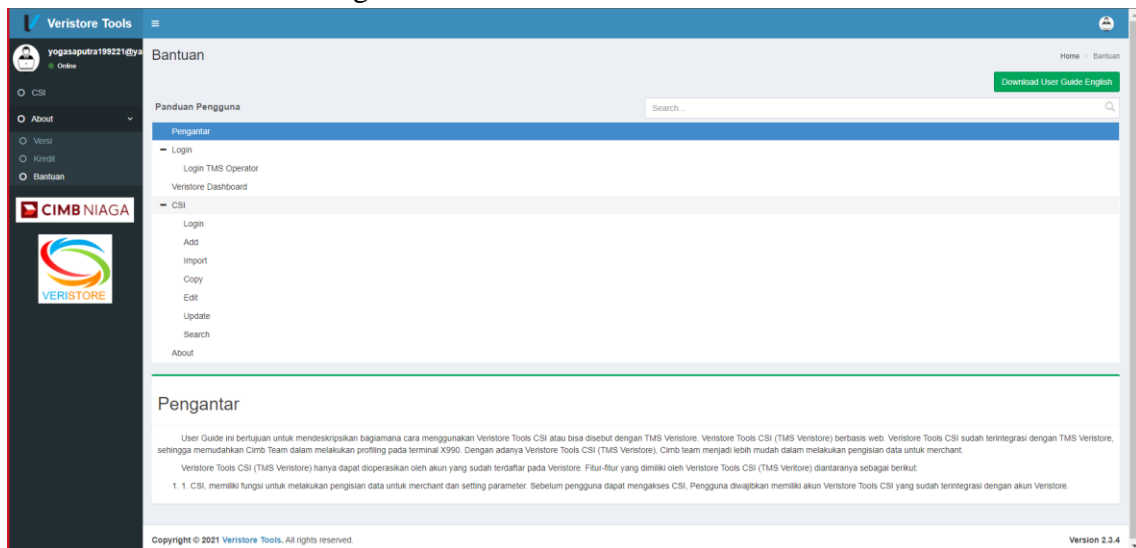 Veristore Tools
yogasaputra199221@ya
Online
CSI
About
Versi
Kredit
Bantuan
CIMB NIAGA
VERISTORE
Bantuan
Home > Bantuan
Download User Guide English
Panduan Pengguna
Search...
Pengantar
Login
Login TMS Operator
Veristore Dashboard
CSI
Login
Add
Import
Copy
Edit
Update
Search
About
Pengantar
User Guide ini bertujuan untuk mendeskripsikan bagiamana cara menggunakan Veristore Tools CSI atau bisa disebut dengan TMS Veristore. Veristore Tools CSI (TMS Veristore) berbasis web. Veristore Tools CSI sudah terintegrasi dengan TMS Veristore,
sehingga memudahkan Cimb Team dalam melakukan profiling pada terminal X990. Dengan adanya Veristore Tools CSI (TMS Veristore), Cimb team menjadi lebih mudah dalam melakukan pengisian data untuk merchant.
Veristore Tools CSI (TMS Veristore) hanya dapat dioperasikan oleh akun yang sudah terdaftar pada Veristore. Fitur-fitur yang dimiliki oleh Veristore Tools CSI (TMS Veritore) diantaranya sebagai berikut:
1. 1. CSI, memiliki fungsi untuk melakukan pengisian data untuk merchant dan setting parameter. Sebelum pengguna dapat mengakses CSI, Pengguna diwajibkan memiliki akun Veristore Tools CSI yang sudah terintegrasi dengan akun Veristore.
Copyright © 2021 Veristore Tools. All rights reserved.
Version 2.3.4